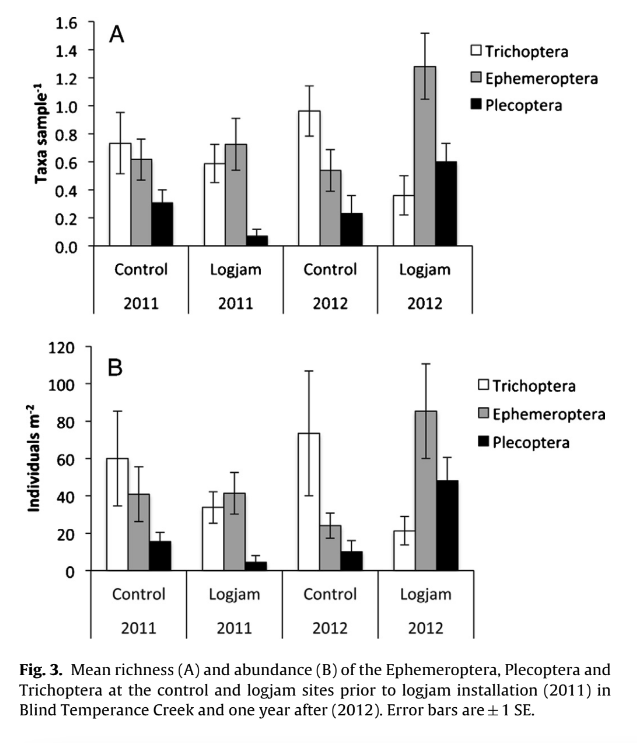 A
1.6
1.4
1.2
1.0
0.8
0.6
0.4
0.2
0.0
Taxa sample⁻¹
Trichoptera
Ephemeroptera
Plecoptera
Control Logjam Control Logjam
2011 2011 2012 2012
B
120
100
80
60
40
20
0
Individuals m⁻²
Trichoptera
Ephemeroptera
Plecoptera
Control Logjam Control Logjam
2011 2011 2012 2012
Fig. 3. Mean richness (A) and abundance (B) of the Ephemeroptera, Plecoptera and
Trichoptera at the control and logjam sites prior to logjam installation (2011) in
Blind Temperance Creek and one year after (2012). Error bars are ± 1 SE.